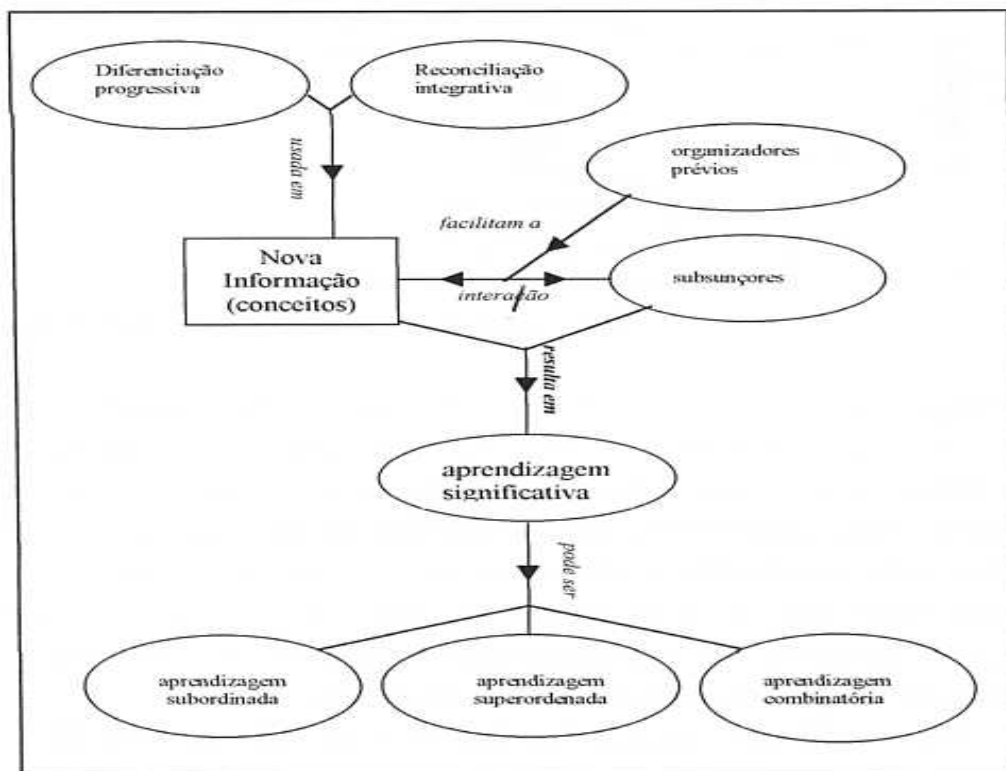 Diferenciação
progressiva
Reconciliação
integrativa
usada em
organizadores
prévios
facilitam a
Nova
Informação
(conceitos)
interação
subsunçores
resulta em
aprendizagem
significativa
pode ser
aprendizagem
subordinada
aprendizagem
superordenada
aprendizagem
combinatória